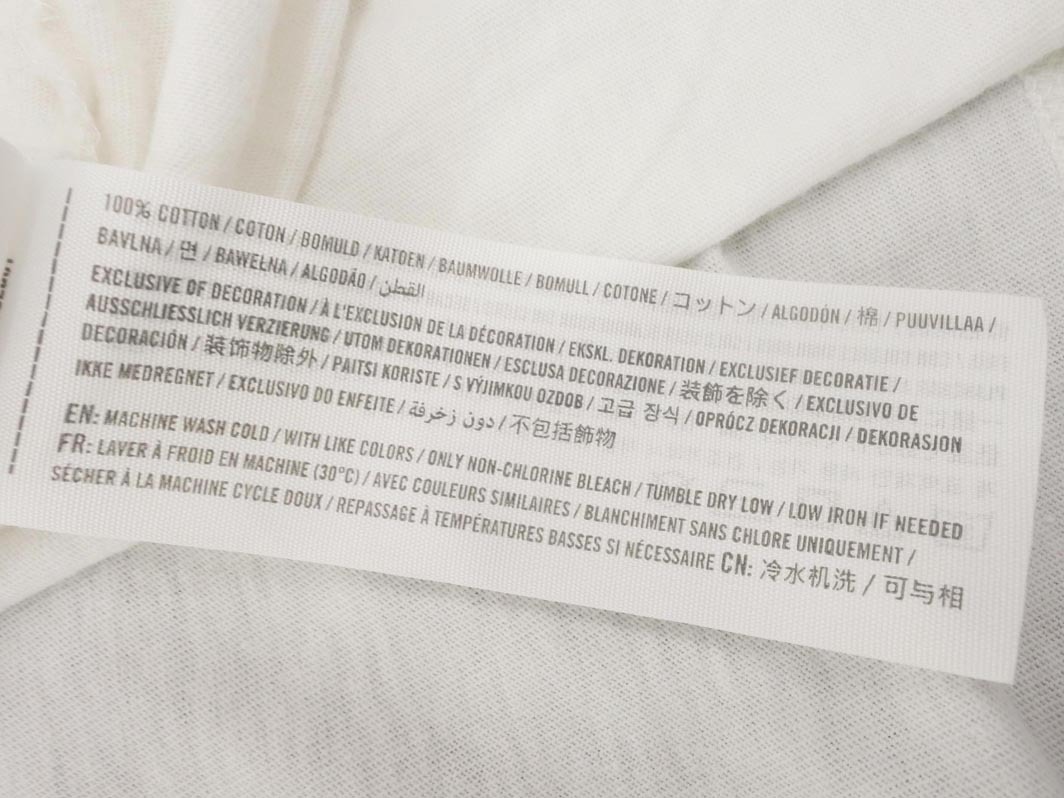 100% COTTON / COTON / BOMULD / KATOEN / BAUMWOLLE / BOMULL / COTONE / コットン / ALGODÓN / 棉 / PUUVILLAA /
BAVLNA / 면 / BAWEŁNA / ALGODÃO / القطن
EXCLUSIVE OF DECORATION / À L'EXCLUSION DE LA DÉCORATION / EKSKL. DEKORATION / EXCLUSIEF DECORATIE /
AUSSCHLIESSLICH VERZIERUNG / UTOM DEKORATIONEN / ESCLUSA DECORAZIONE / 装飾を除く / EXCLUSIVO DE
DECORACIÓN / 装饰物除外 / PAITSI KORISTE / S VÝJIMKOU OZDOB / 고급 장식 / OPRÓCZ DEKORACJI / DEKORASJON
IKKE MEDREGNET / EXCLUSIVO DO ENFEITE / دون زخرفة / 不包括飾物
EN: MACHINE WASH COLD / WITH LIKE COLORS / ONLY NON-CHLORINE BLEACH / TUMBLE DRY LOW / LOW IRON IF NEEDED
FR: LAVER À FROID EN MACHINE (30°C) / AVEC COULEURS SIMILAIRES / BLANCHIMENT SANS CHLORE UNIQUEMENT /
SÉCHER À LA MACHINE CYCLE DOUX / REPASSAGE À TEMPÉRATURES BASSES SI NÉCESSAIRE CN: 冷水机洗 / 可与相